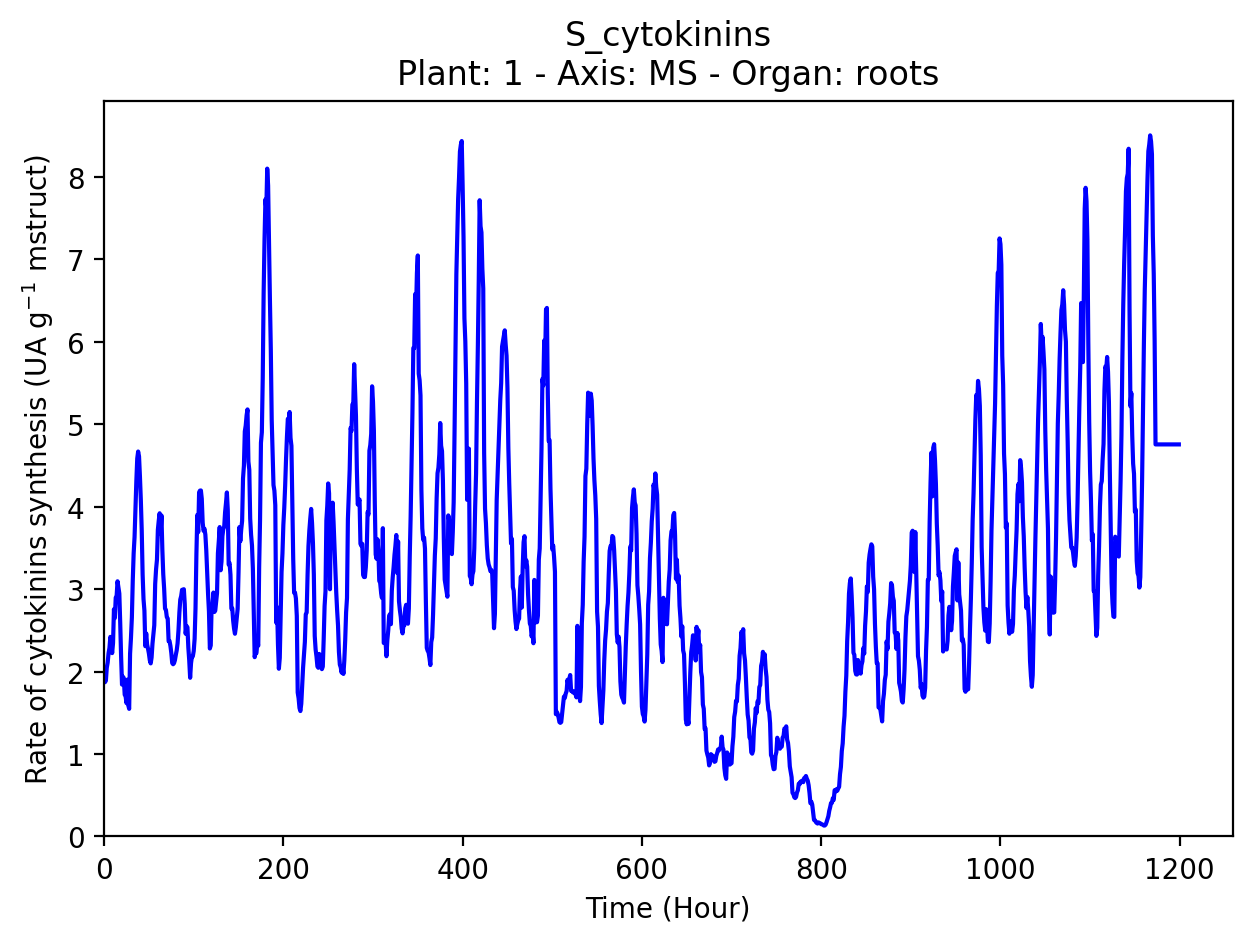 S_cytokinins
Plant: 1 - Axis: MS - Organ: roots
Rate of cytokinins synthesis (UA g⁻¹ mstruct)
8
7
6
5
4
3
2
1
0
0 200 400 600 800 1000 1200
Time (Hour)